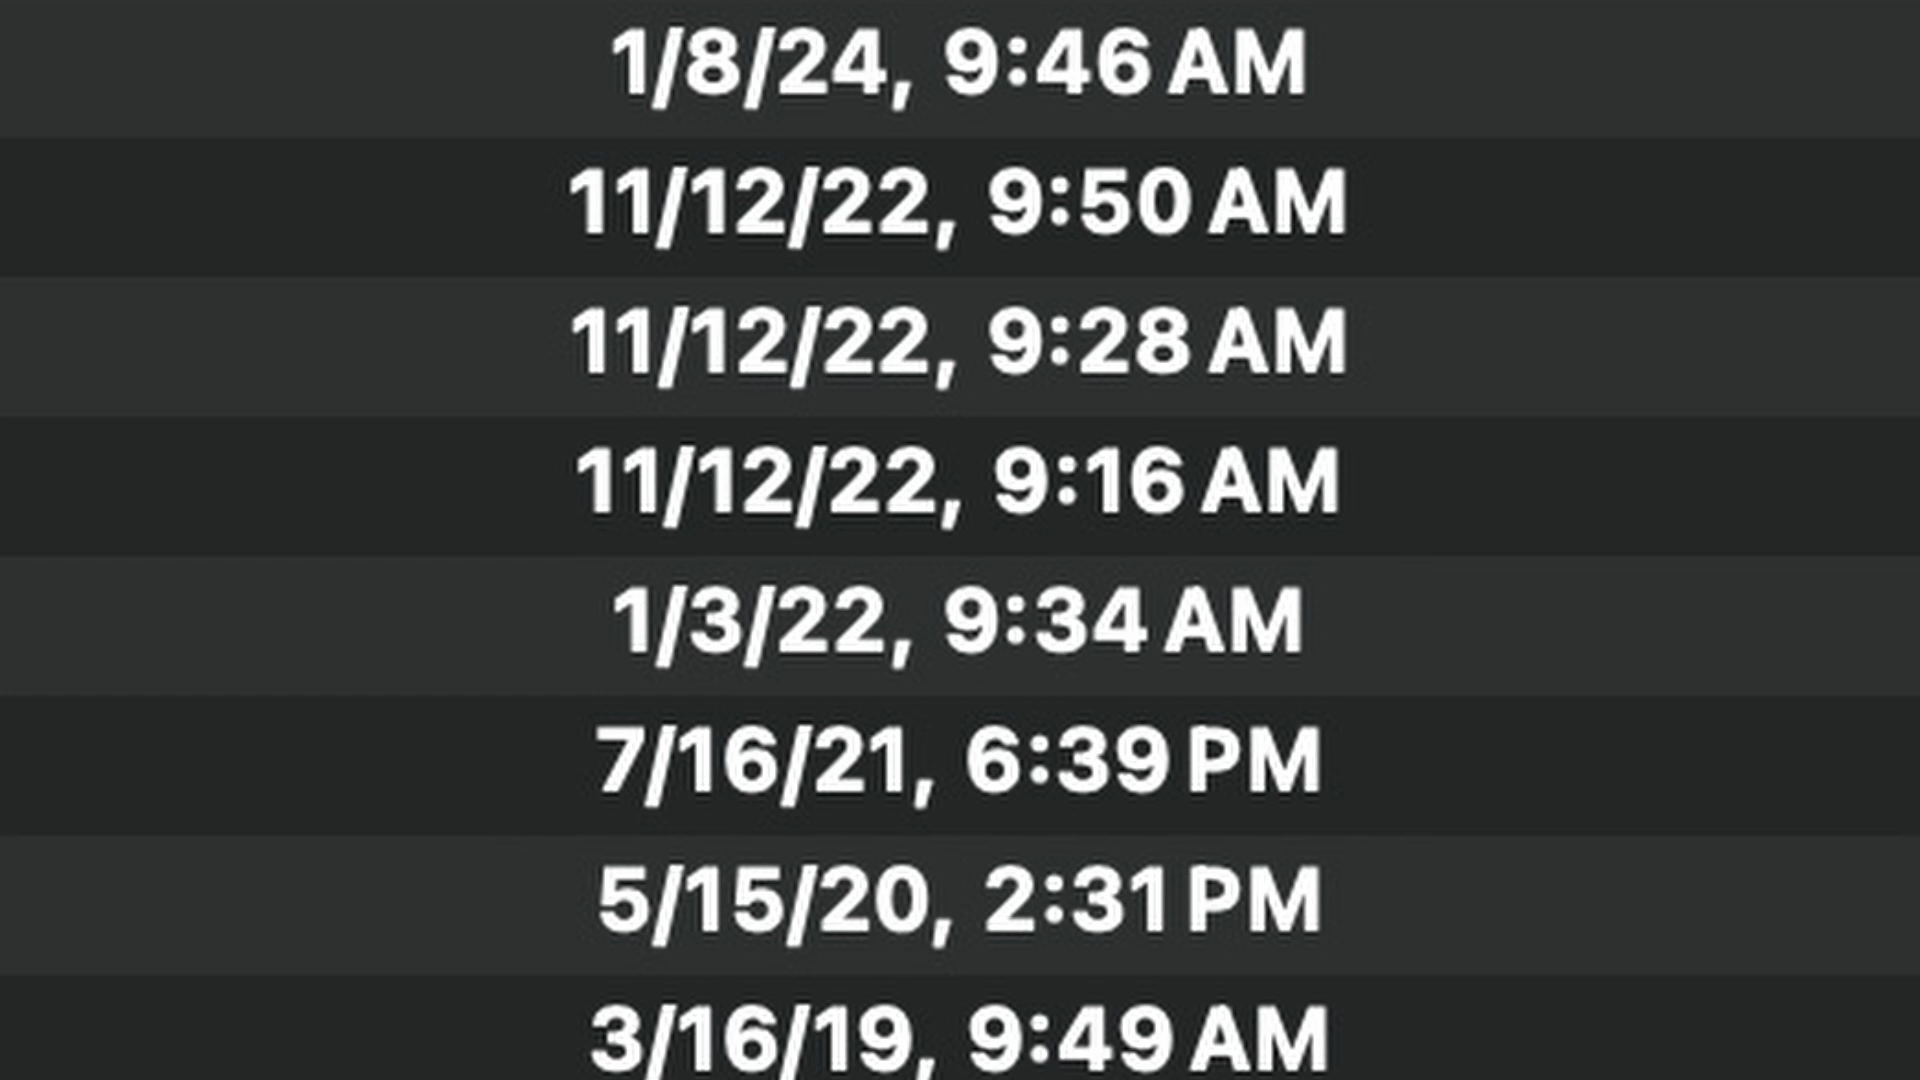 1/8/24, 9:46 AM
11/12/22, 9:50 AM
11/12/22, 9:28 AM
11/12/22, 9:16 AM
1/3/22, 9:34 AM
7/16/21, 6:39 PM
5/15/20, 2:31 PM
3/16/19, 9:49 AM